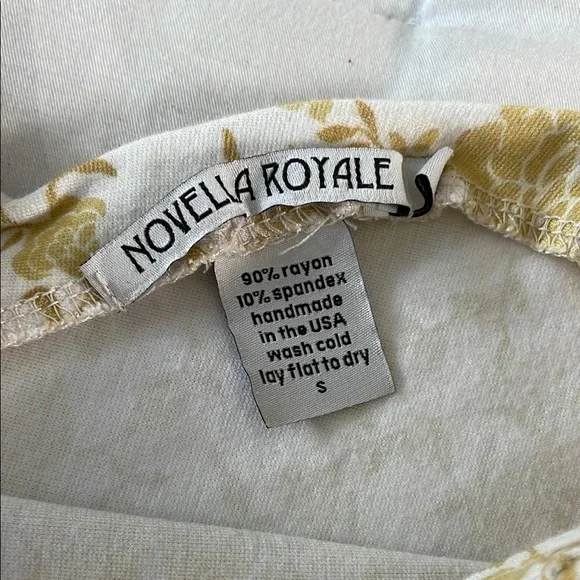 NOVELLA ROYALE
90% rayon
10% spandex
handmade
in the USA
wash cold
lay flat to dry
S